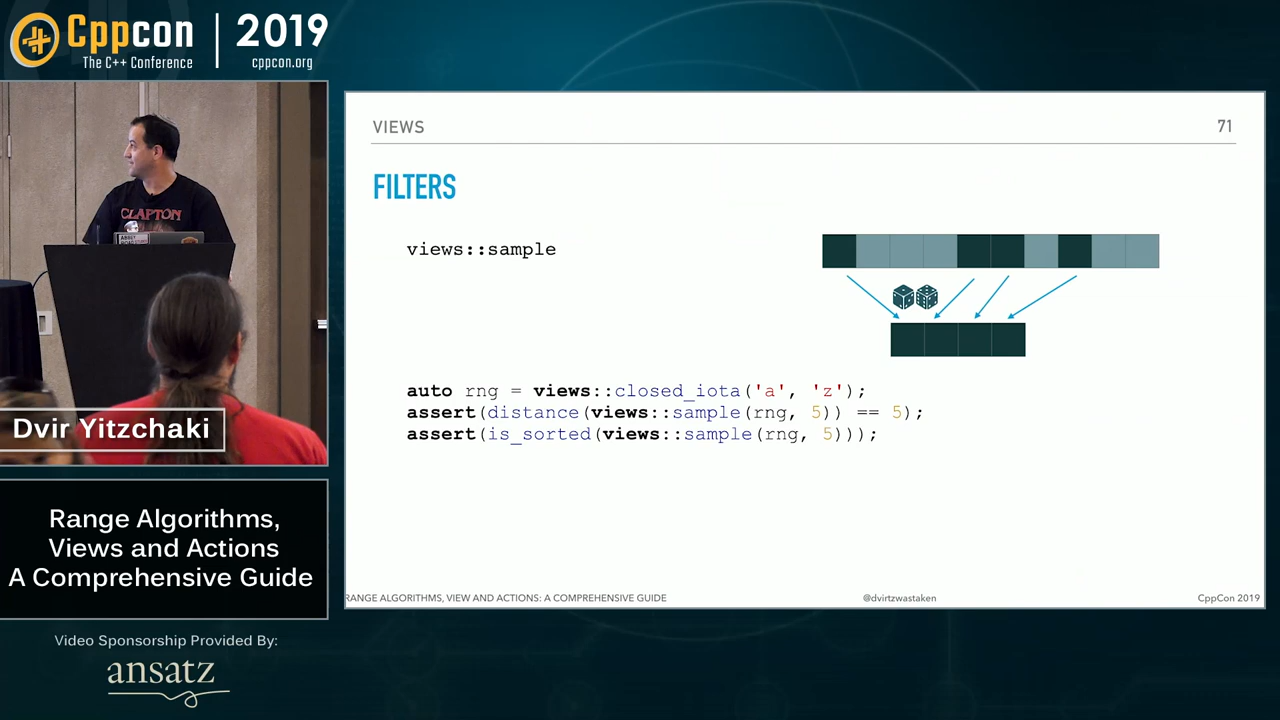 Cppcon | 2019
The C++ Conference cppcon.org
CLAPTON
Dvir Yitzchaki
Range Algorithms,
Views and Actions
A Comprehensive Guide
Video Sponsorship Provided By:
ansatz
VIEWS 71
FILTERS
views::sample
auto rng = views::closed_iota('a', 'z');
assert(distance(views::sample(rng, 5)) == 5);
assert(is_sorted(views::sample(rng, 5)));
RANGE ALGORITHMS, VIEW AND ACTIONS: A COMPREHENSIVE GUIDE @dvirtzwastaken CppCon 2019